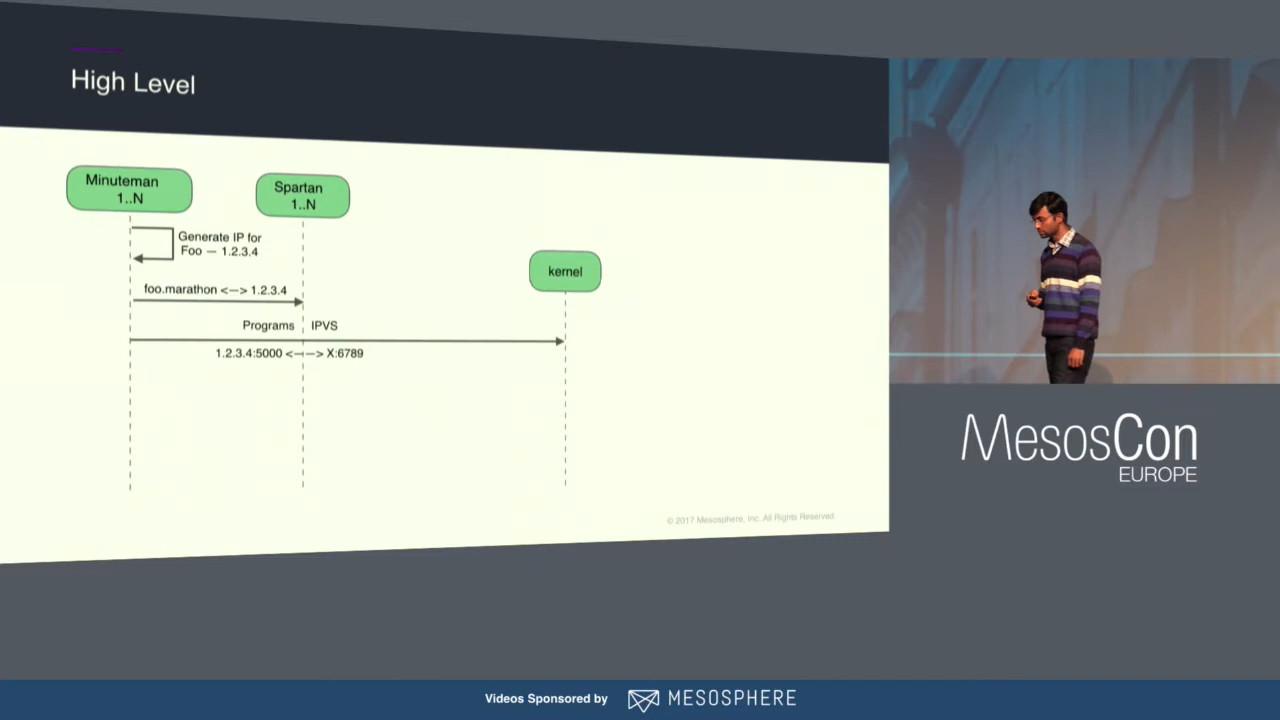 High Level
Minuteman
1..N
Spartan
1..N
Generate IP for
Foo — 1.2.3.4
kernel
foo.marathon <—> 1.2.3.4
Programs IPVS
1.2.3.4:5000 <—> X:6789
© 2017 Mesosphere, Inc. All Rights Reserved
MesosCon
EUROPE
Videos Sponsored by MESOSPHERE